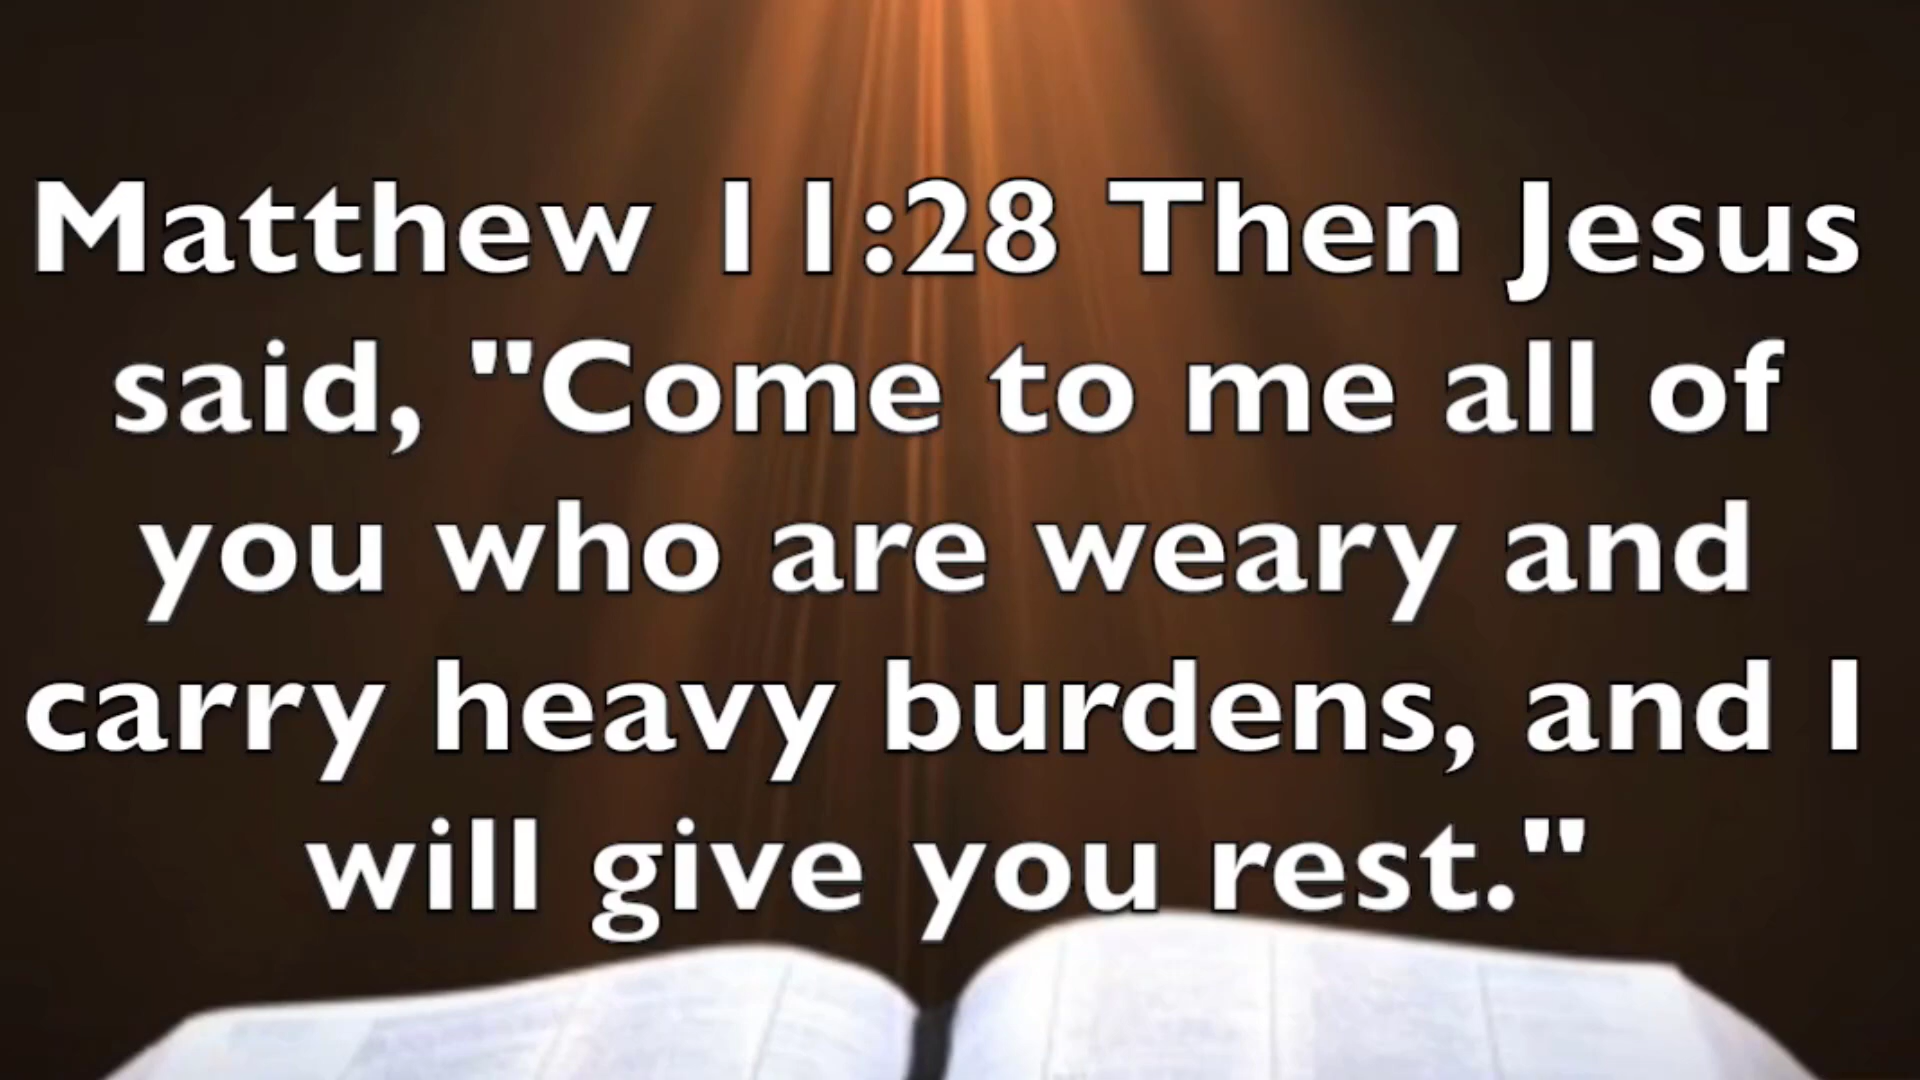 Matthew 11:28 Then Jesus
said, "Come to me all of
you who are weary and
carry heavy burdens, and I
will give you rest."